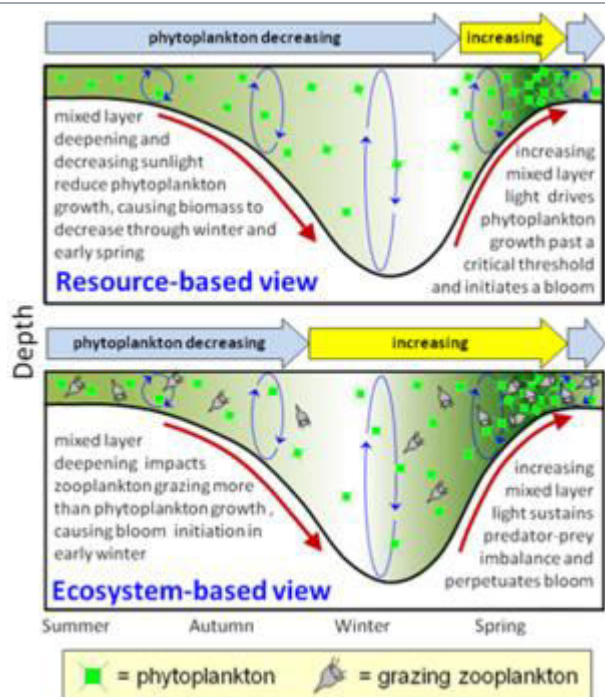 phytoplankton decreasing
increasing
mixed layer
deepening and
decreasing sunlight
reduce phytoplankton
growth, causing biomass to
decrease through winter and
early spring
increasing
mixed layer
light drives
phytoplankton
growth past a
critical threshold
and initiates a bloom
Resource-based view
Depth
phytoplankton decreasing
increasing
mixed layer
deepening impacts
zooplankton grazing more
than phytoplankton growth,
causing bloom initiation in
early winter
increasing
mixed layer
light sustains
predator-prey
imbalance and
perpetuates bloom
Ecosystem-based view
Summer Autumn Winter Spring
= phytoplankton = grazing zooplankton